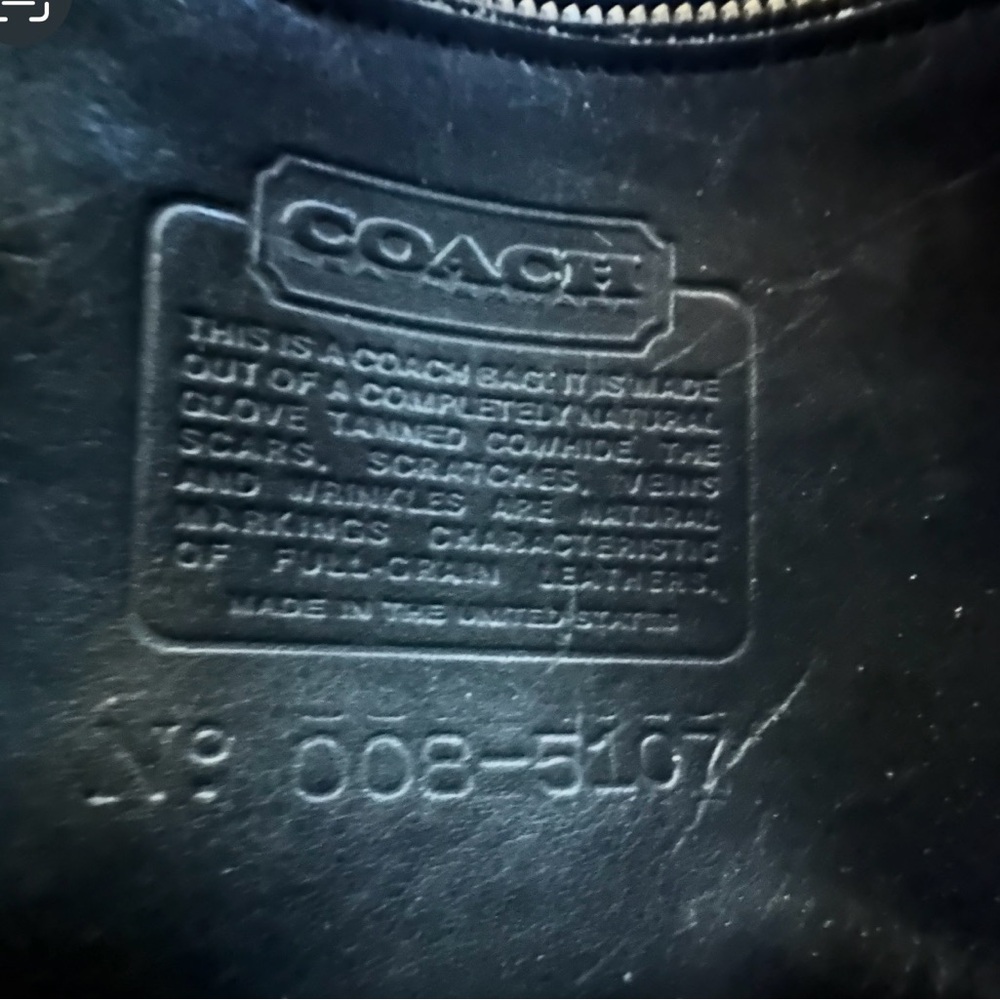 COACH
THIS IS A COACH BAG. IT IS MADE
OUT OF A COMPLETELY NATURAL
GLOVE TANNED COWHIDE. THE
SCARS, SCRATCHES, VEINS
AND WRINKLES ARE NATURAL
MARKINGS CHARACTERISTIC
OF FULL-GRAIN LEATHERS.
MADE IN THE UNITED STATES
Nº 008-5107